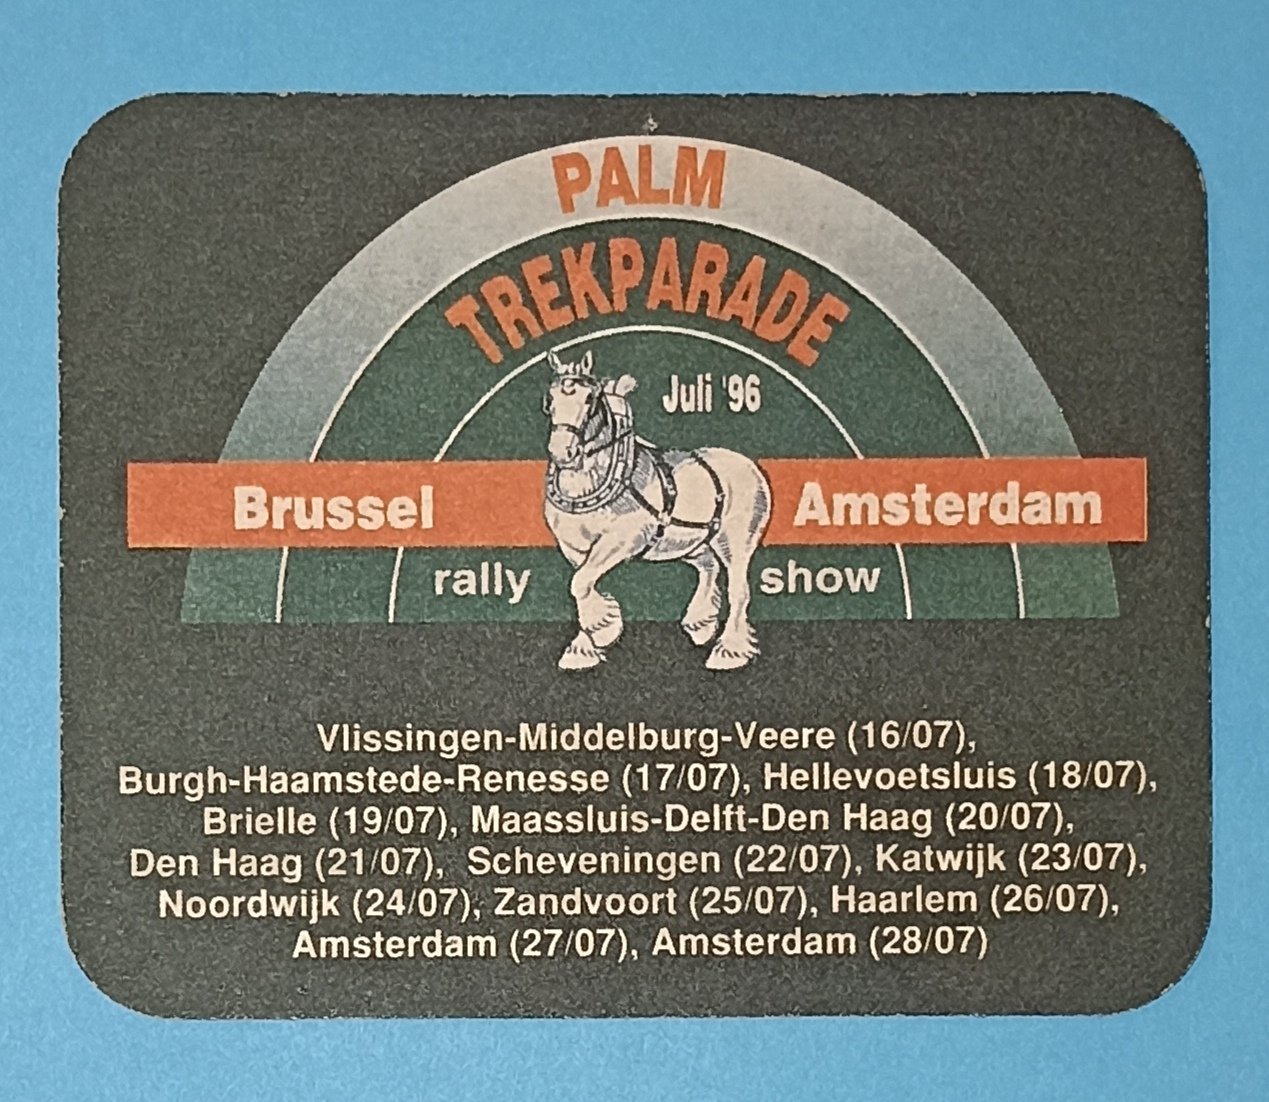 PALM
TREKPARADE
Juli '96
Brussel Amsterdam
rally show
Vlissingen-Middelburg-Veere (16/07),
Burgh-Haamstede-Renesse (17/07), Hellevoetsluis (18/07),
Brielle (19/07), Maassluis-Delft-Den Haag (20/07),
Den Haag (21/07), Scheveningen (22/07), Katwijk (23/07),
Noordwijk (24/07), Zandvoort (25/07), Haarlem (26/07),
Amsterdam (27/07), Amsterdam (28/07)